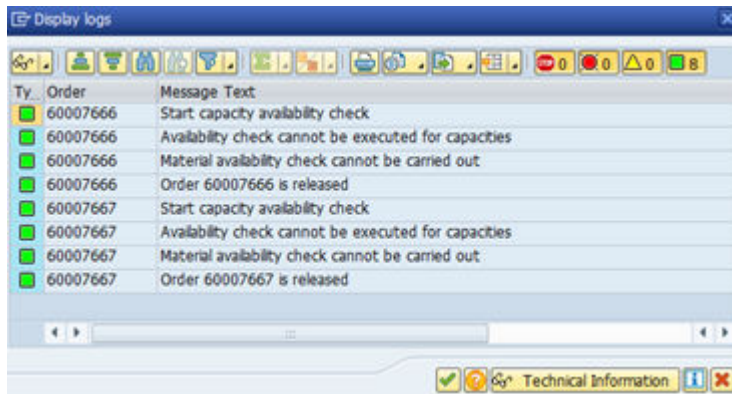 Display logs
STOP 0 0 0 8
Ty.. Order Message Text
60007666 Start capacity availability check
60007666 Availability check cannot be executed for capacities
60007666 Material availability check cannot be carried out
60007666 Order 60007666 is released
60007667 Start capacity availability check
60007667 Availability check cannot be executed for capacities
60007667 Material availability check cannot be carried out
60007667 Order 60007667 is released
Technical Information